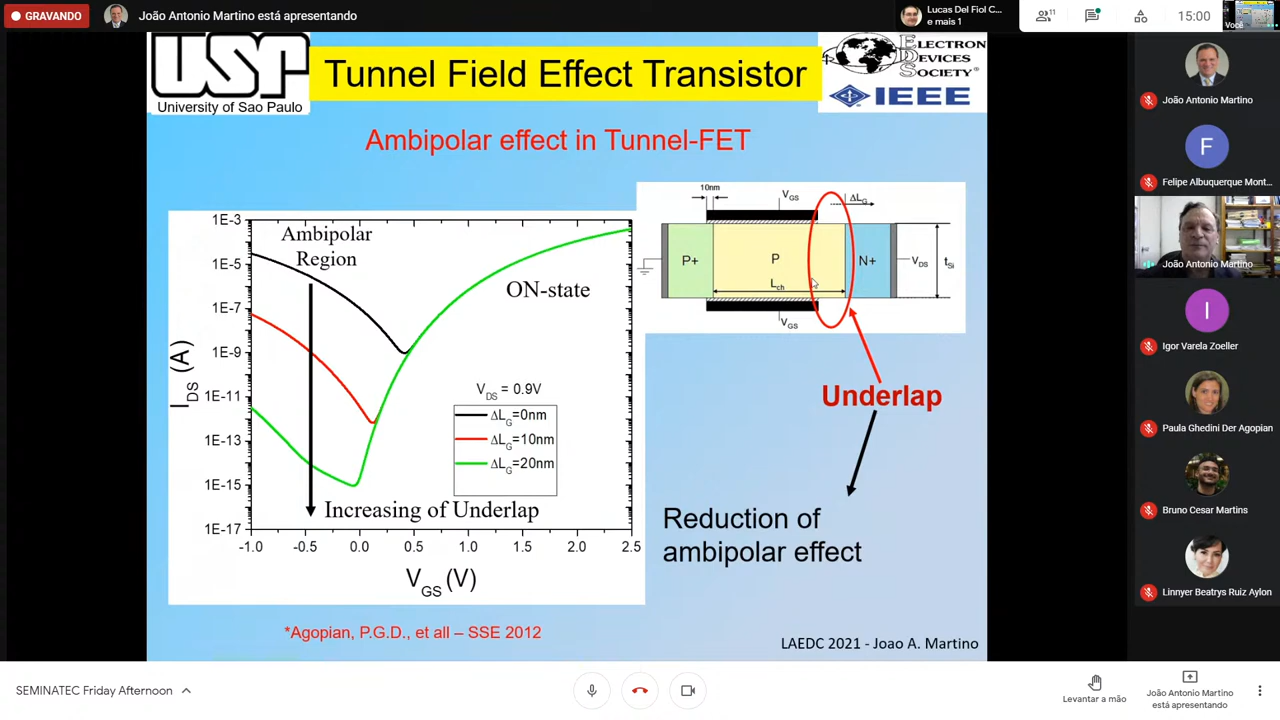 GRAVANDO
João Antonio Martino está apresentando
Lucas Del Fiol C...
e mais 1
11
15:00
Você
USP
University of Sao Paulo
Tunnel Field Effect Transistor
ELECTRON
DEVICES
SOCIETY®
IEEE
Ambipolar effect in Tunnel-FET
1E-3
1E-5
1E-7
1E-9
1E-11
1E-13
1E-15
1E-17
I_DS (A)
Ambipolar
Region
ON-state
V_DS = 0.9V
ΔL_G=0nm
ΔL_G=10nm
ΔL_G=20nm
Increasing of Underlap
-1.0 -0.5 0.0 0.5 1.0 1.5 2.0 2.5
V_GS (V)
10nm
V_GS
ΔL_G
P+
P
N+
V_DS
t_Si
L_ch
V_GS
Underlap
Reduction of
ambipolar effect
*Agopian, P.G.D., et all – SSE 2012
LAEDC 2021 - Joao A. Martino
João Antonio Martino
F
Felipe Albuquerque Mont...
João Antonio Martino
I
Igor Varela Zoeller
Paula Ghedini Der Agopian
Bruno Cesar Martins
Linnyer Beatrys Ruiz Aylon
SEMINATEC Friday Afternoon
Levantar a mão
João Antonio Martino
está apresentando